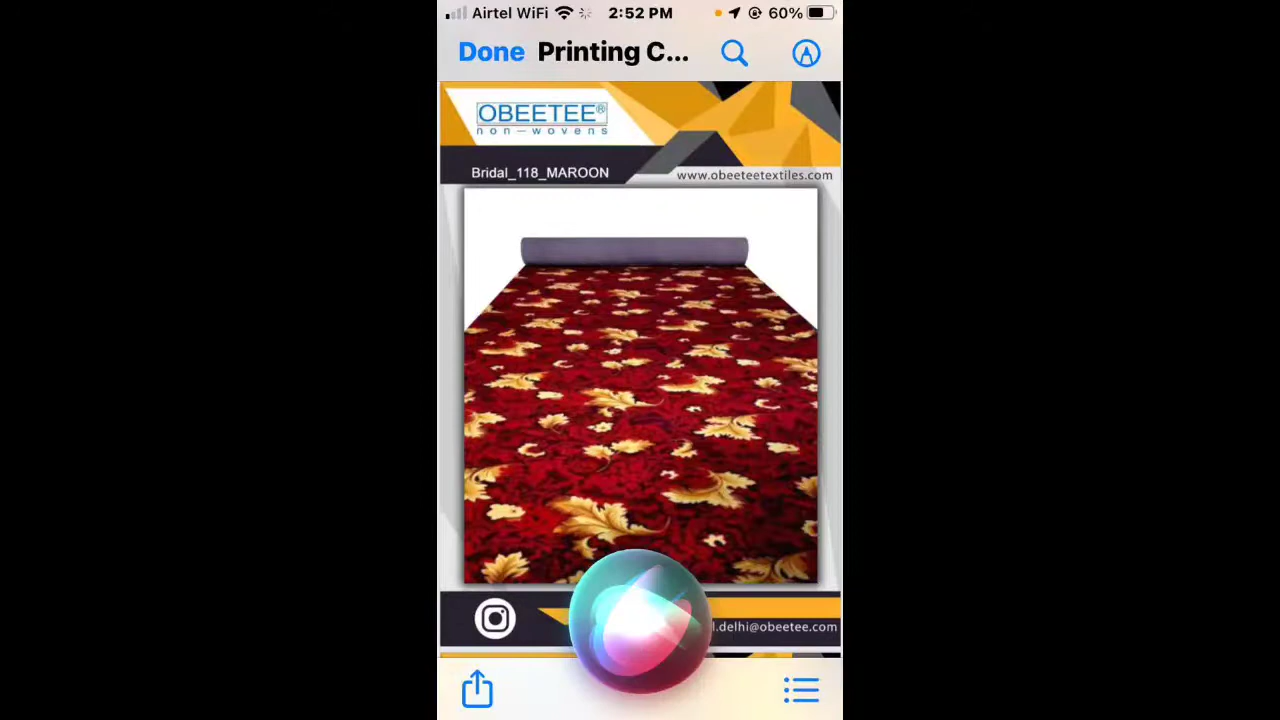 Airtel WiFi 2:52 PM 60%
Done Printing C...
OBEETEE®
non-wovens
Bridal_118_MAROON
www.obeeteetextiles.com
l.delhi@obeetee.com